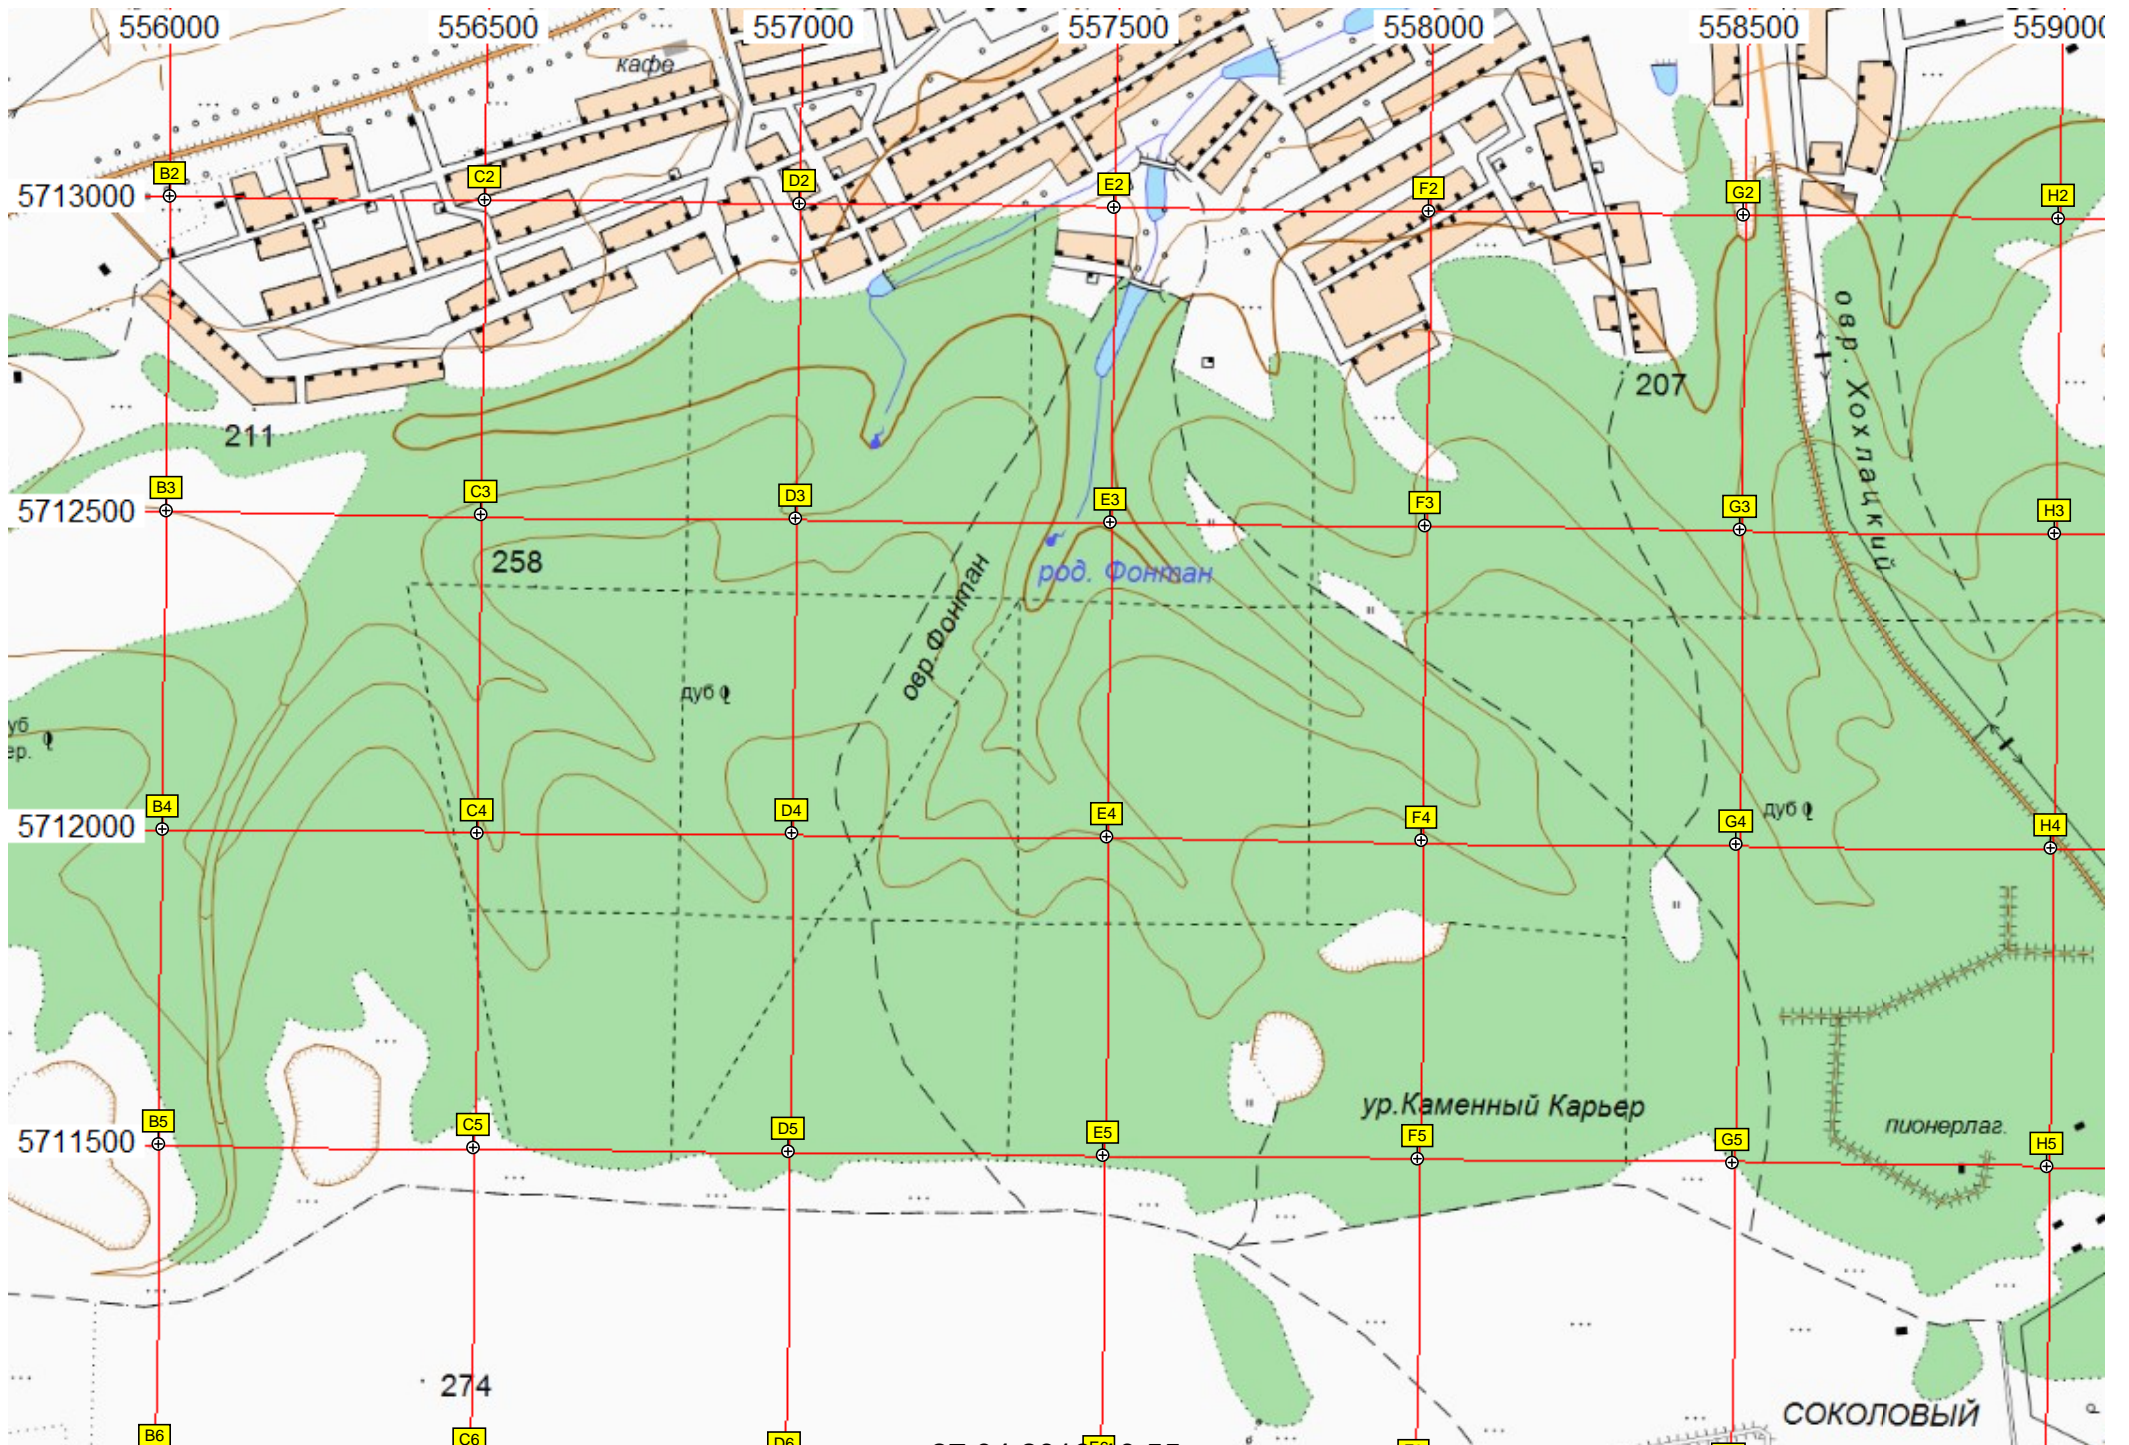 556000 556500 557000 557500 558000 558500 55900
кафе
B2 C2 D2 E2 F2 G2 H2
5713000
овр. Хохлацкий
207
211
B3 C3 D3 E3 F3 G3 H3
5712500
258
род. Фонтан
овр.Фонтан
дуб
уб
ер.
дуб
B4 C4 D4 E4 F4 G4 H4
5712000
ур.Каменный Карьер
пионерлаг.
B5 C5 D5 E5 F5 G5 H5
5711500
274
СОКОЛОВЫЙ
B6 C6 D6